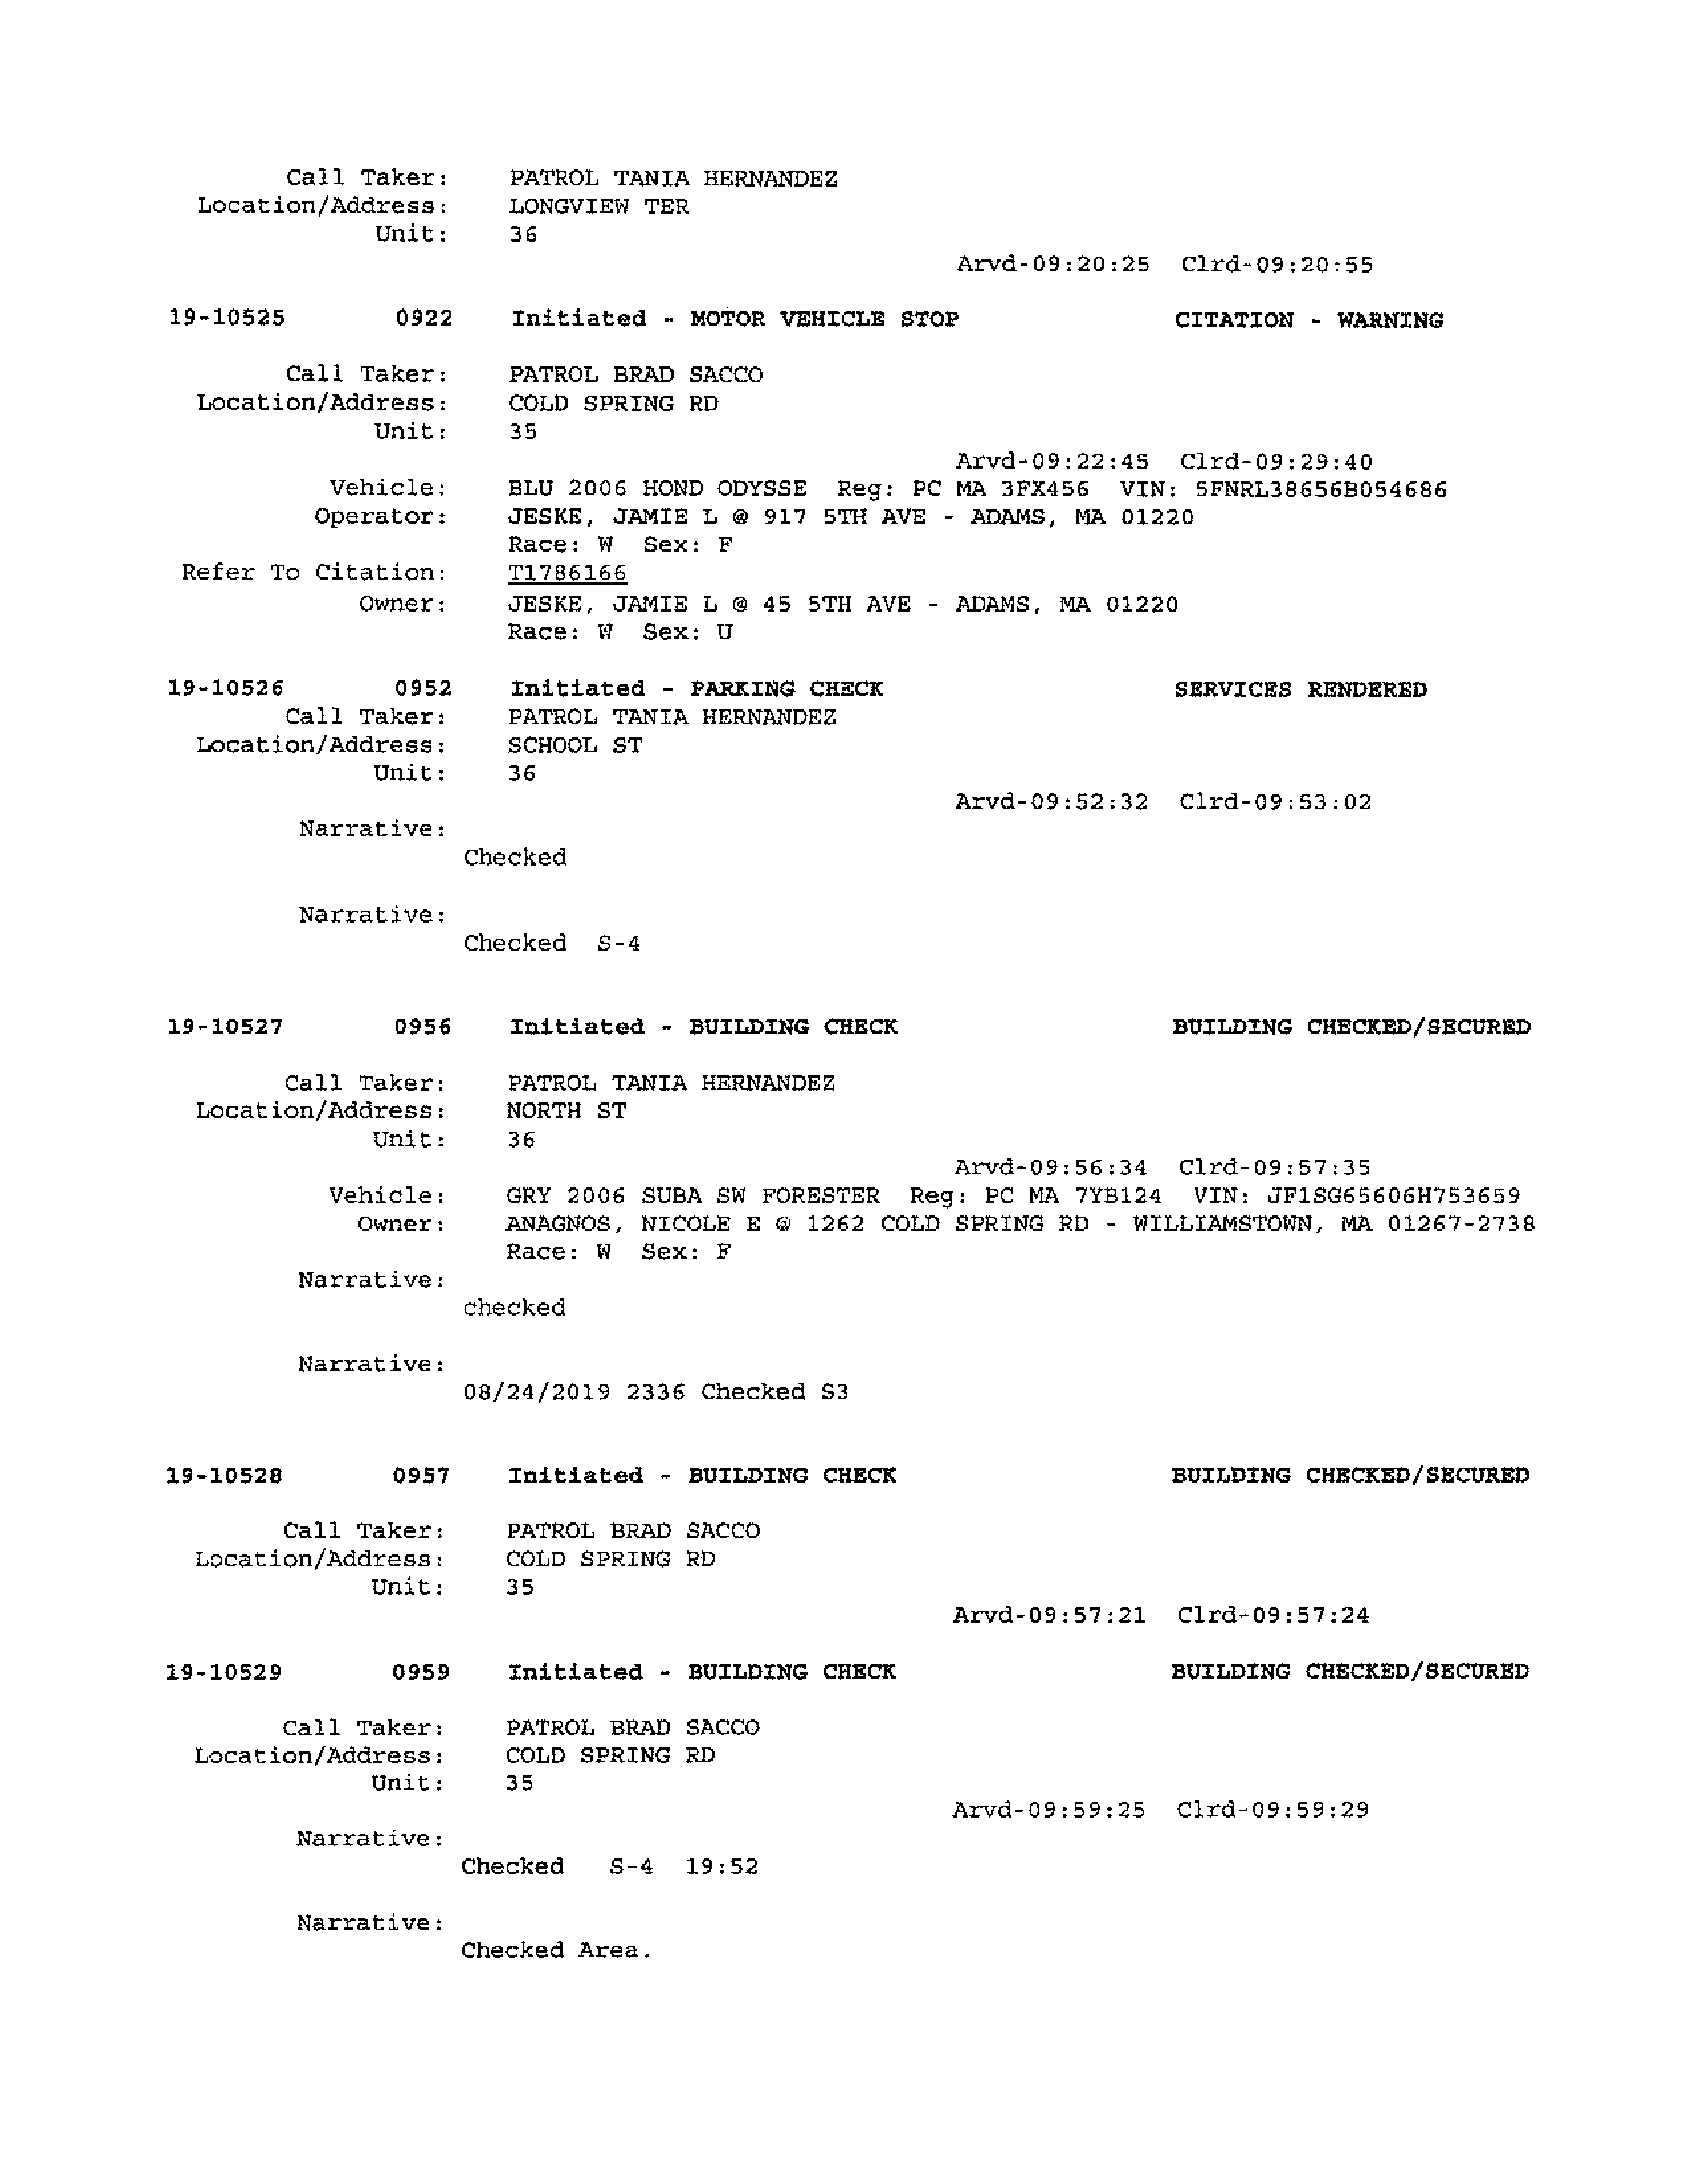 Call Taker: PATROL TANIA HERNANDEZ
Location/Address: LONGVIEW TER
Unit: 36
Arvd-09:20:25 Clrd-09:20:55
19-10525 0922 Initiated - MOTOR VEHICLE STOP CITATION - WARNING
Call Taker: PATROL BRAD SACCO
Location/Address: COLD SPRING RD
Unit: 35
Arvd-09:22:45 Clrd-09:29:40
Vehicle: BLU 2006 HOND ODYSSE Reg: PC MA 3FX456 VIN: 5FNRL38656B054686
Operator: JESKE, JAMIE L @ 917 5TH AVE - ADAMS, MA 01220
Race: W Sex: F
Refer To Citation: T1786166
Owner: JESKE, JAMIE L @ 45 5TH AVE - ADAMS, MA 01220
Race: W Sex: U
19-10526 0952 Initiated - PARKING CHECK SERVICES RENDERED
Call Taker: PATROL TANIA HERNANDEZ
Location/Address: SCHOOL ST
Unit: 36
Arvd-09:52:32 Clrd-09:53:02
Narrative:
Checked
Narrative:
Checked S-4
19-10527 0956 Initiated - BUILDING CHECK BUILDING CHECKED/SECURED
Call Taker: PATROL TANIA HERNANDEZ
Location/Address: NORTH ST
Unit: 36
Arvd-09:56:34 Clrd-09:57:35
Vehicle: GRY 2006 SUBA SW FORESTER Reg: PC MA 7YB124 VIN: JF1SG65606H753659
Owner: ANAGNOS, NICOLE E @ 1262 COLD SPRING RD - WILLIAMSTOWN, MA 01267-2738
Race: W Sex: F
Narrative:
checked
Narrative:
08/24/2019 2336 Checked S3
19-10528 0957 Initiated - BUILDING CHECK BUILDING CHECKED/SECURED
Call Taker: PATROL BRAD SACCO
Location/Address: COLD SPRING RD
Unit: 35
Arvd-09:57:21 Clrd-09:57:24
19-10529 0959 Initiated - BUILDING CHECK BUILDING CHECKED/SECURED
Call Taker: PATROL BRAD SACCO
Location/Address: COLD SPRING RD
Unit: 35
Arvd-09:59:25 Clrd-09:59:29
Narrative:
Checked S-4 19:52
Narrative:
Checked Area.